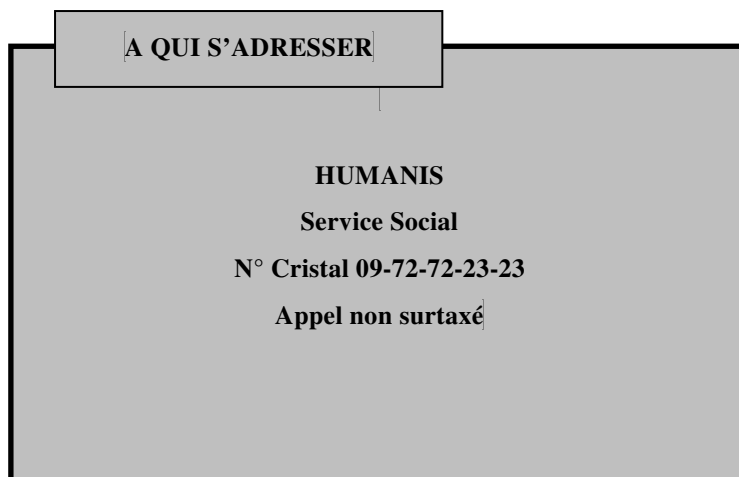 A QUI S’ADRESSER
HUMANIS
Service Social
N° Cristal 09-72-72-23-23
Appel non surtaxé